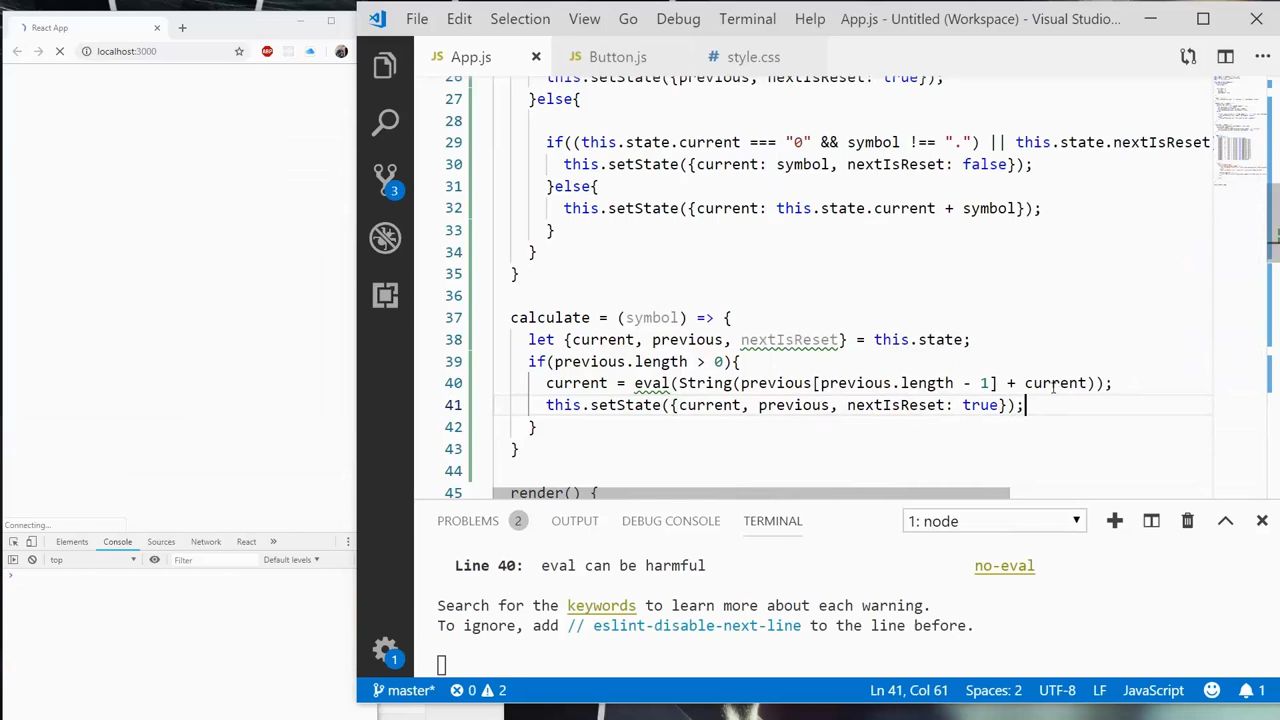 React App
localhost:3000
ABP
File Edit Selection View Go Debug Terminal Help App.js - Untitled (Workspace) - Visual Studio...
JS App.js
JS Button.js
# style.css
26 this.setState({previous, nextIsReset: true});
27 }else{
28
29 if((this.state.current === "0" && symbol !== ".") || this.state.nextIsReset
30 this.setState({current: symbol, nextIsReset: false});
31 }else{
32 this.setState({current: this.state.current + symbol});
33 }
34 }
35 }
36
37 calculate = (symbol) => {
38 let {current, previous, nextIsReset} = this.state;
39 if(previous.length > 0){
40 current = eval(String(previous[previous.length - 1] + current));
41 this.setState({current, previous, nextIsReset: true});
42 }
43 }
44
45 render() {
3
1
Connecting...
Elements Console Sources Network React »
top Filter Default levels ▾
>
PROBLEMS 2 OUTPUT DEBUG CONSOLE TERMINAL 1: node
Line 40: eval can be harmful no-eval
Search for the keywords to learn more about each warning.
To ignore, add // eslint-disable-next-line to the line before.
master* 0 2 Ln 41, Col 61 Spaces: 2 UTF-8 LF JavaScript 1